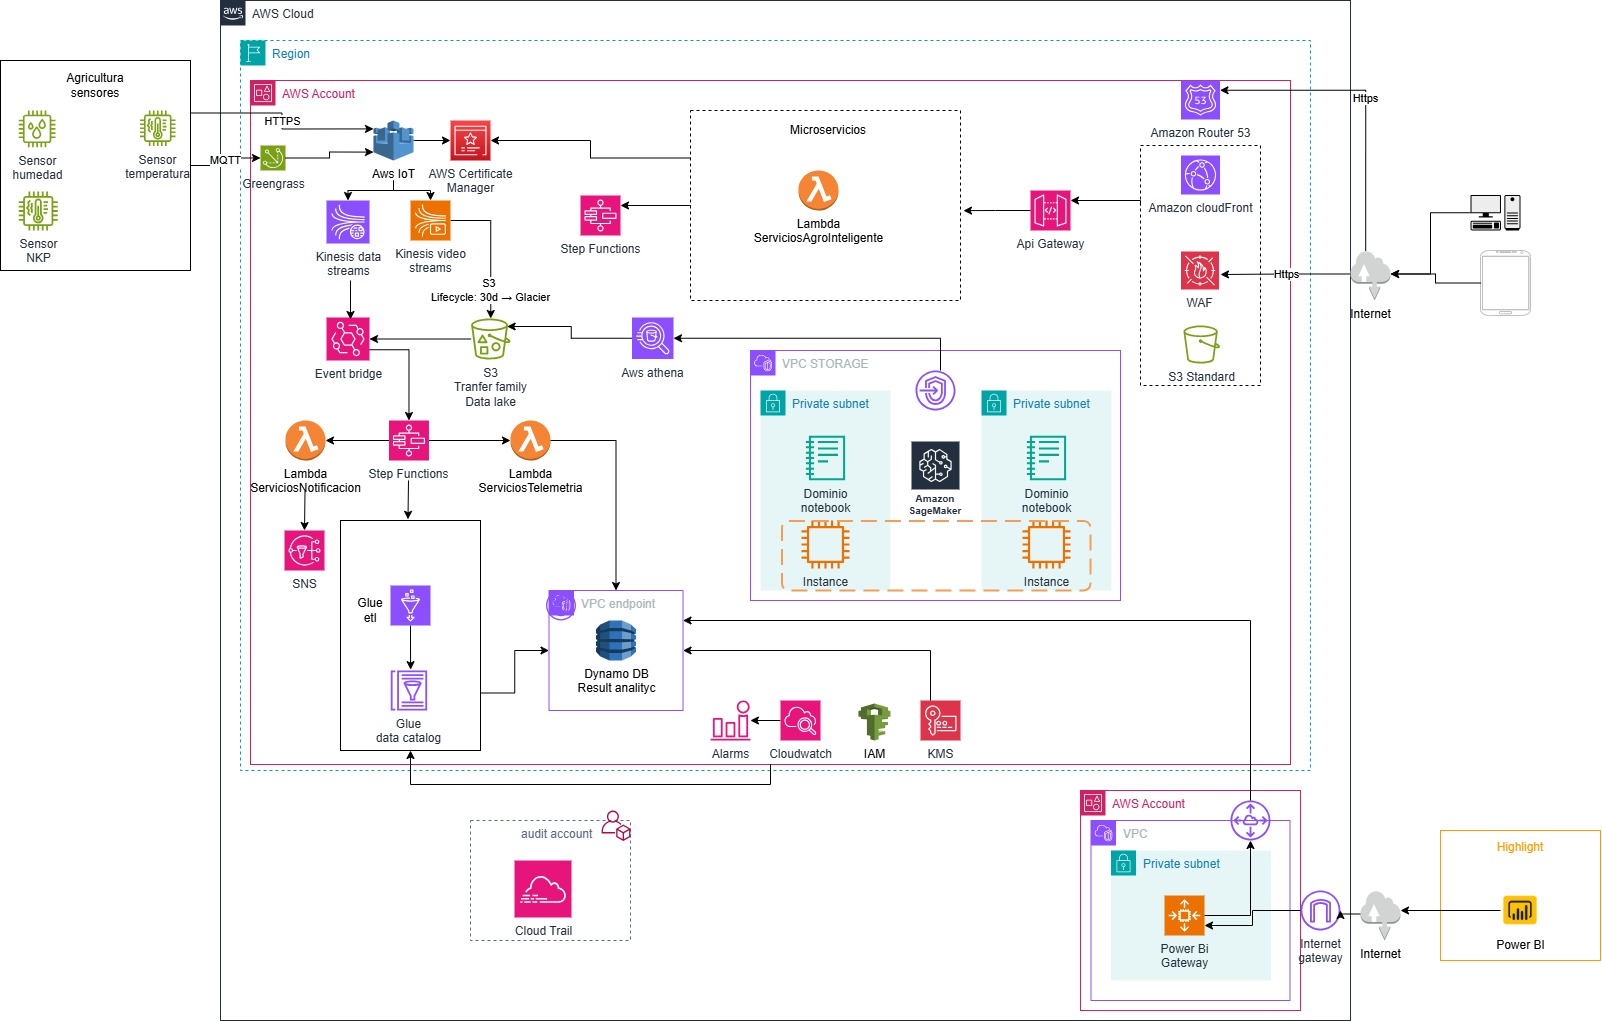 aws
AWS Cloud
Region
AWS Account
Agricultura
sensores
Sensor
humedad
Sensor
temperatura
Sensor
NKP
HTTPS
MQTT
Greengrass
Aws IoT
AWS Certificate
Manager
Kinesis data
streams
Kinesis video
streams
Step Functions
Microservicios
Lambda
ServiciosAgroInteligente
Api Gateway
53
Amazon Router 53
Amazon cloudFront
WAF
S3 Standard
Https
Https
Internet
S3
Lifecycle: 30d → Glacier
Event bridge
S3
Tranfer family
Data lake
Aws athena
VPC STORAGE
Private subnet
Private subnet
Dominio
notebook
Amazon
SageMaker
Dominio
notebook
Instance
Instance
Lambda
ServiciosNotificacion
Step Functions
Lambda
ServiciosTelemetria
SNS
Glue
etl
Glue
data catalog
VPC endpoint
Dynamo DB
Result analityc
Alarms
Cloudwatch
IAM
KMS
audit account
Cloud Trail
AWS Account
VPC
Private subnet
Power Bi
Gateway
Internet
gateway
Internet
Highlight
Power BI